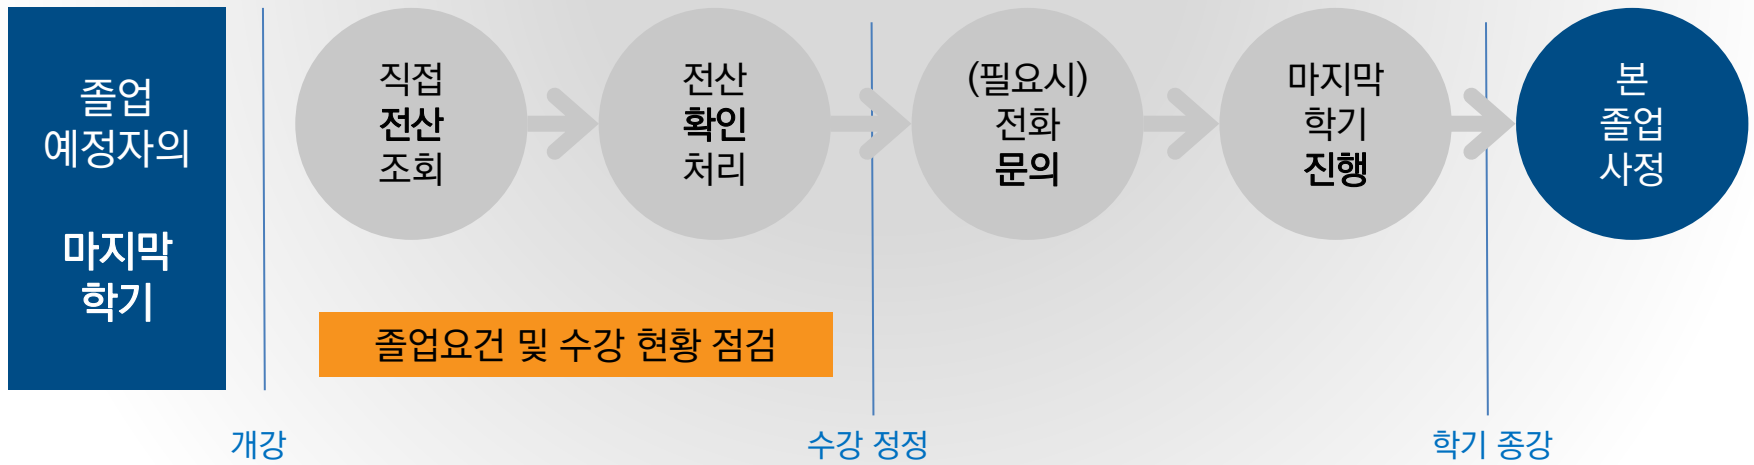 졸업
예정자의
마지막
학기
직접
전산
조회
전산
확인
처리
(필요시)
전화
문의
마지막
학기
진행
본
졸업
사정
졸업요건 및 수강 현황 점검
개강
수강 정정
학기 종강